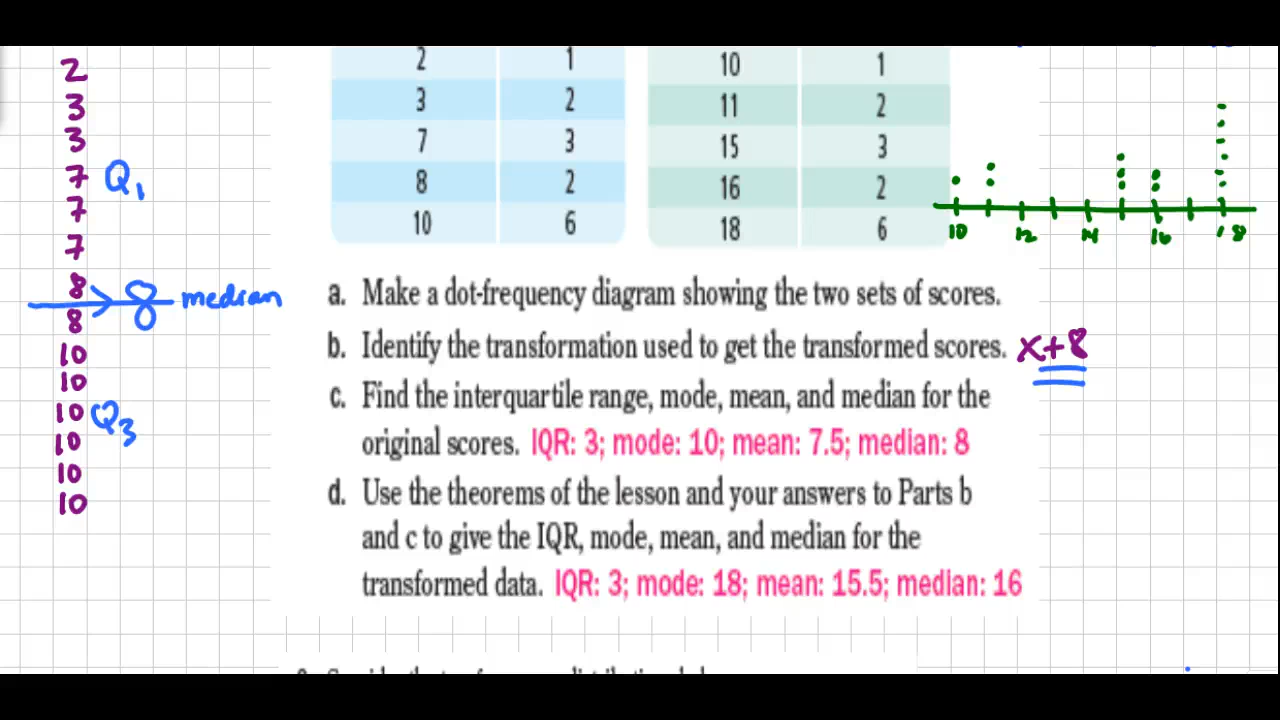 2
3
3
7 Q1
7
7
8
8 median
8
10
10
10 Q3
10
10
10
2 1
3 2
7 3
8 2
10 6
10 1
11 2
15 3
16 2
18 6
10 12 14 16 18
a. Make a dot-frequency diagram showing the two sets of scores.
b. Identify the transformation used to get the transformed scores. x+8
c. Find the interquartile range, mode, mean, and median for the
original scores. IQR: 3; mode: 10; mean: 7.5; median: 8
d. Use the theorems of the lesson and your answers to Parts b
and c to give the IQR, mode, mean, and median for the
transformed data. IQR: 3; mode: 18; mean: 15.5; median: 16